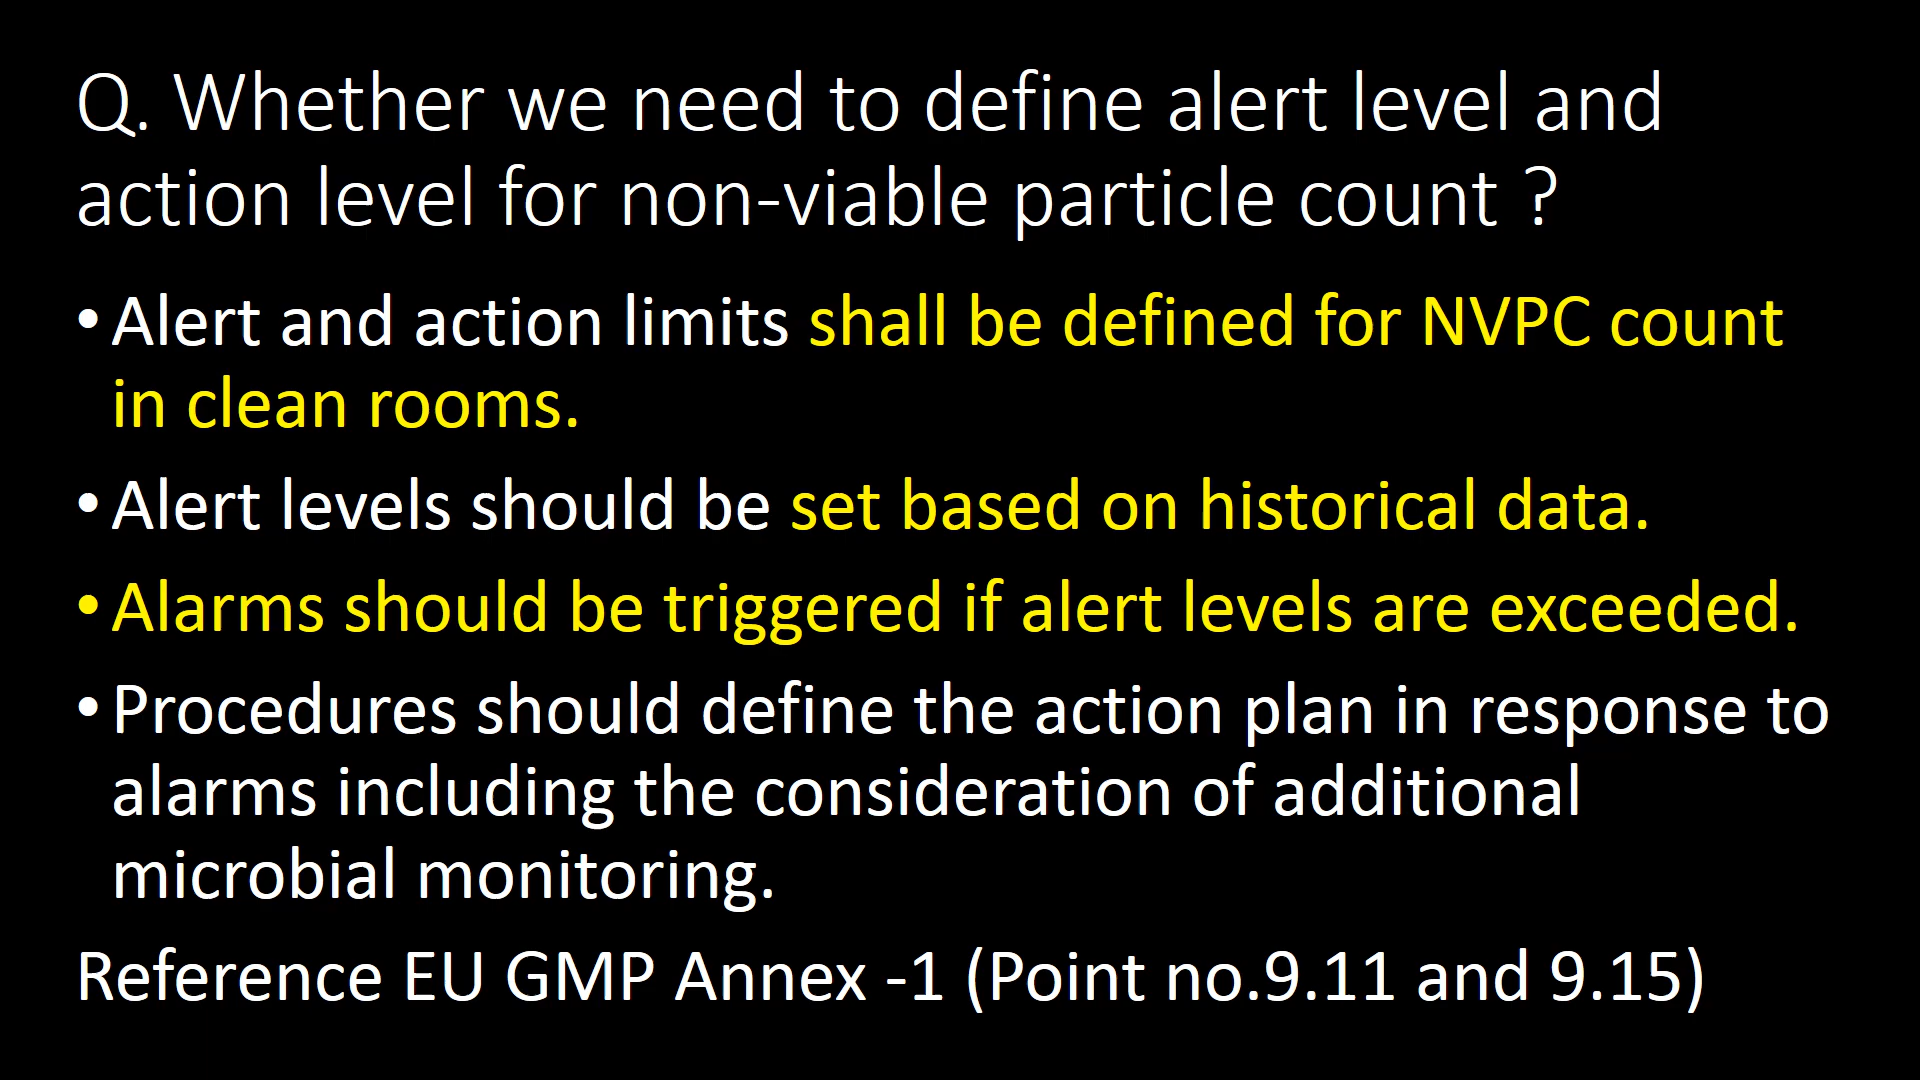 Q. Whether we need to define alert level and
action level for non-viable particle count ?
• Alert and action limits shall be defined for NVPC count
in clean rooms.
• Alert levels should be set based on historical data.
• Alarms should be triggered if alert levels are exceeded.
• Procedures should define the action plan in response to
alarms including the consideration of additional
microbial monitoring.
Reference EU GMP Annex -1 (Point no.9.11 and 9.15)